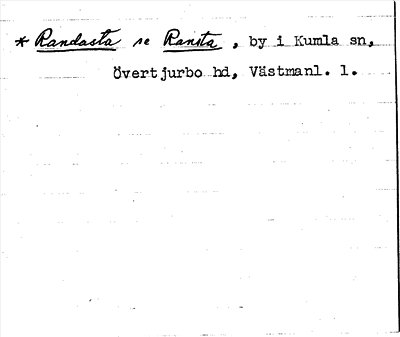 * Randasta se Ransta, by i Kumla sn,
Övertjurbo hd, Västmanl. l.